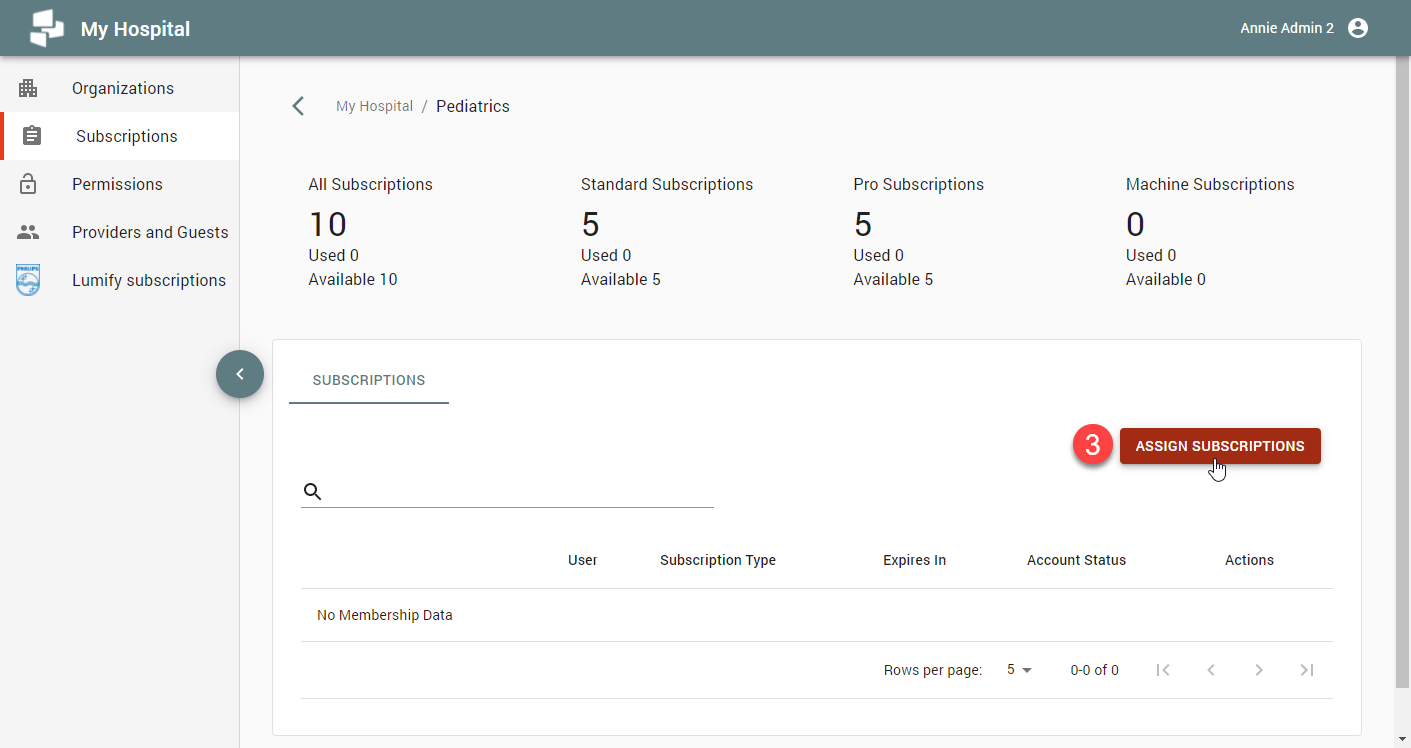 My Hospital
Annie Admin 2
Organizations
Subscriptions
Permissions
Providers and Guests
PHILIPS
Lumify subscriptions
My Hospital / Pediatrics
All Subscriptions
10
Used 0
Available 10
Standard Subscriptions
5
Used 0
Available 5
Pro Subscriptions
5
Used 0
Available 5
Machine Subscriptions
0
Used 0
Available 0
SUBSCRIPTIONS
3 ASSIGN SUBSCRIPTIONS
User Subscription Type Expires In Account Status Actions
No Membership Data
Rows per page: 5 0-0 of 0